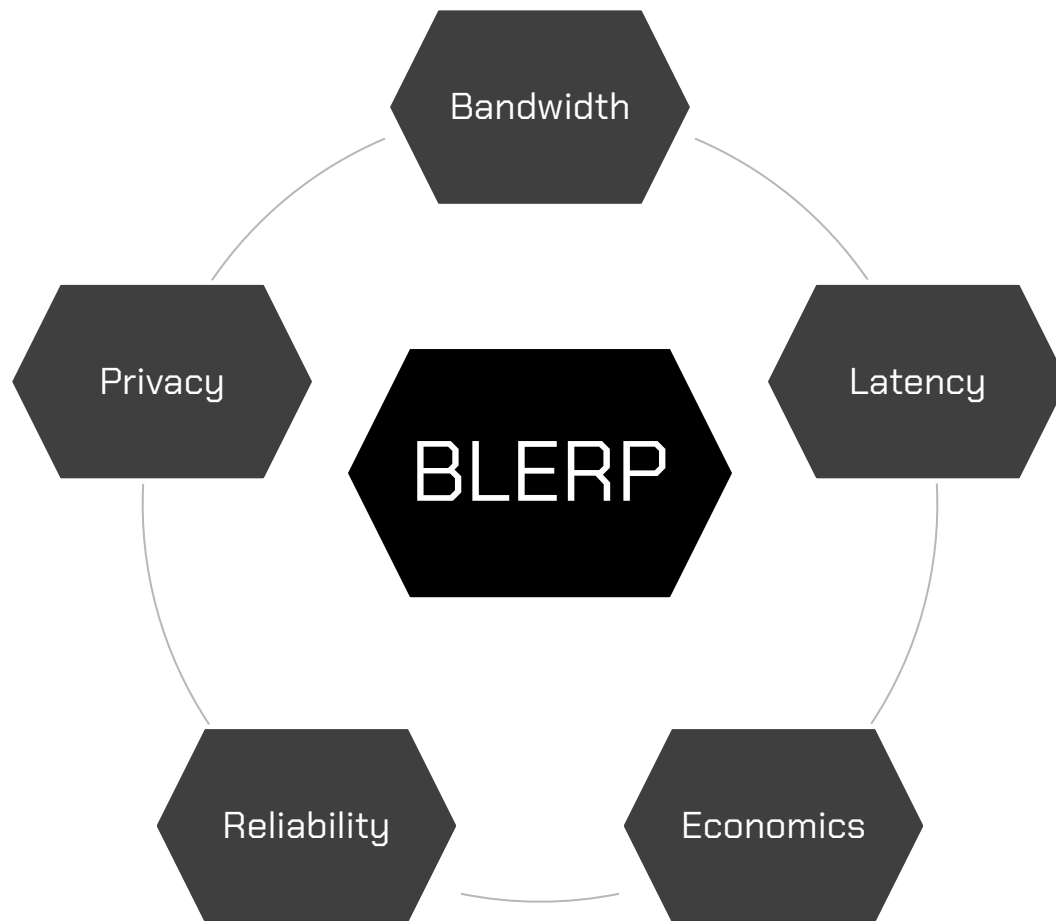 Bandwidth
Latency
Economics
Reliability
Privacy
BLERP